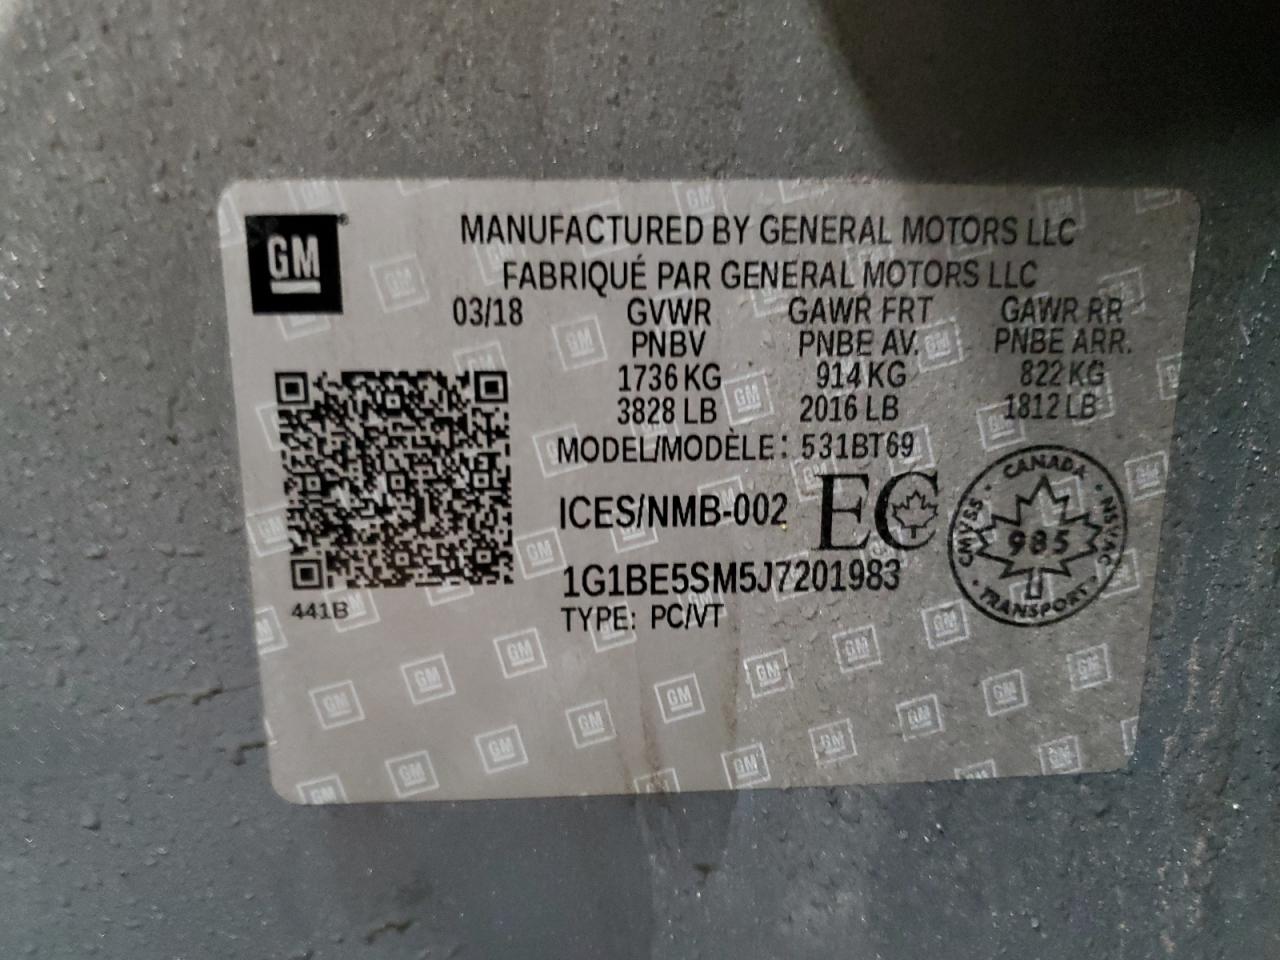 GM
MANUFACTURED BY GENERAL MOTORS LLC
FABRIQUÉ PAR GENERAL MOTORS LLC
03/18 GVWR GAWR FRT GAWR RR
PNBV PNBE AV. PNBE ARR.
1736 KG 914 KG 822 KG
3828 LB 2016 LB 1812 LB
MODEL/MODÈLE: 531BT69
ICES/NMB-002 EC
1G1BE5SM5J7201983
TYPE: PC/VT
441B
CANADA
CMVSS 985 NSVAC
TRANSPORT